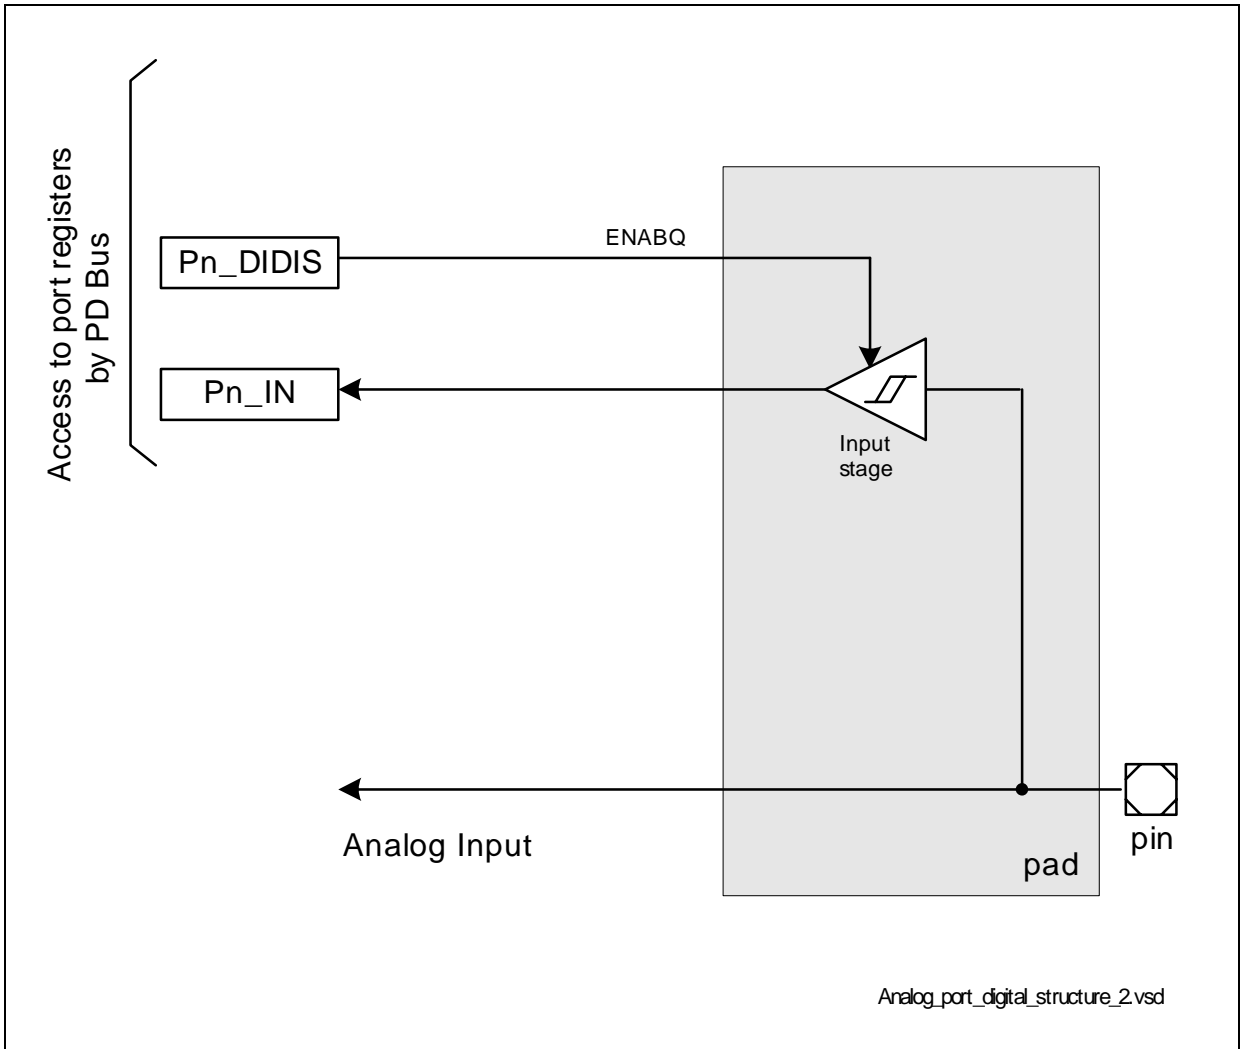 Access to port registers
by PD Bus
Pn_DIDIS
ENABQ
Pn_IN
Input
stage
Analog Input
pad
pin
Analog_port_digital_structure_2.vsd